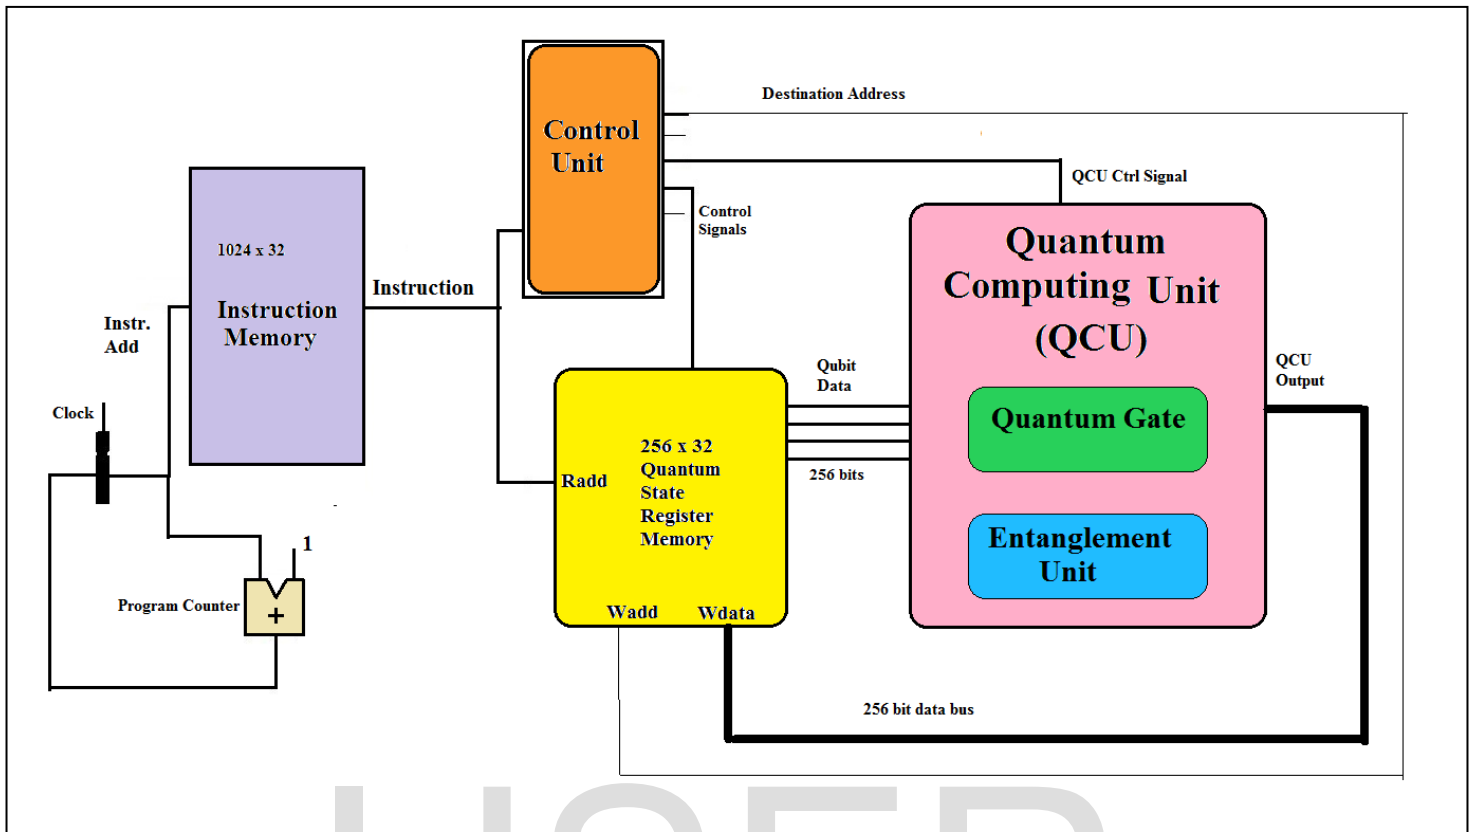 Destination Address
Control
Unit
QCU Ctrl Signal
Control
Signals
1024 x 32
Instruction
Memory
Instruction
Instr.
Add
Clock
Program Counter
1
+
Quantum
Computing Unit
(QCU)
Quantum Gate
Entanglement
Unit
QCU
Output
Qubit
Data
256 bits
256 x 32
Quantum
State
Register
Memory
Radd
Wadd
Wdata
256 bit data bus